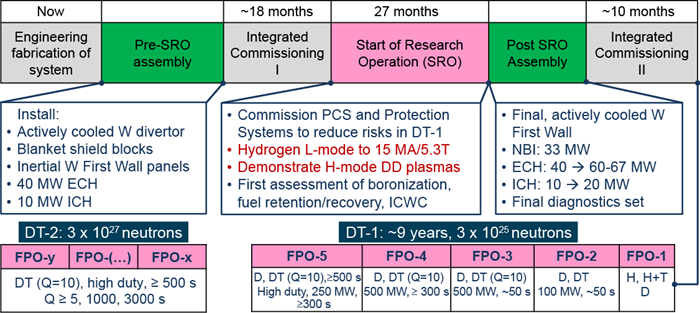 Now
~18 months
27 months
~10 months
Engineering
fabrication of
system
Pre-SRO
assembly
Integrated
Commissioning
I
Start of Research
Operation (SRO)
Post SRO
Assembly
Integrated
Commissioning
II
Install:
• Actively cooled W divertor
• Blanket shield blocks
• Inertial W First Wall panels
• 40 MW ECH
• 10 MW ICH
• Commission PCS and Protection
Systems to reduce risks in DT-1
• Hydrogen L-mode to 15 MA/5.3T
• Demonstrate H-mode DD plasmas
• First assessment of boronization,
fuel retention/recovery, ICWC
• Final, actively cooled W
First Wall
• NBI: 33 MW
• ECH: 40 → 60-67 MW
• ICH: 10 → 20 MW
• Final diagnostics set
DT-2: 3 x 10²⁷ neutrons
FPO-y
FPO-(…)
FPO-x
DT (Q=10), high duty, ≥ 500 s
Q ≥ 5, 1000, 3000 s
DT-1: ~9 years, 3 x 10²⁵ neutrons
FPO-5
FPO-4
FPO-3
FPO-2
FPO-1
D, DT (Q=10),≥500 s
High duty, 250 MW,
≥300 s
D, DT (Q=10)
500 MW, ≥ 300 s
D, DT (Q=10)
500 MW, ~50 s
D, DT
100 MW, ~50 s
H, H+T
D